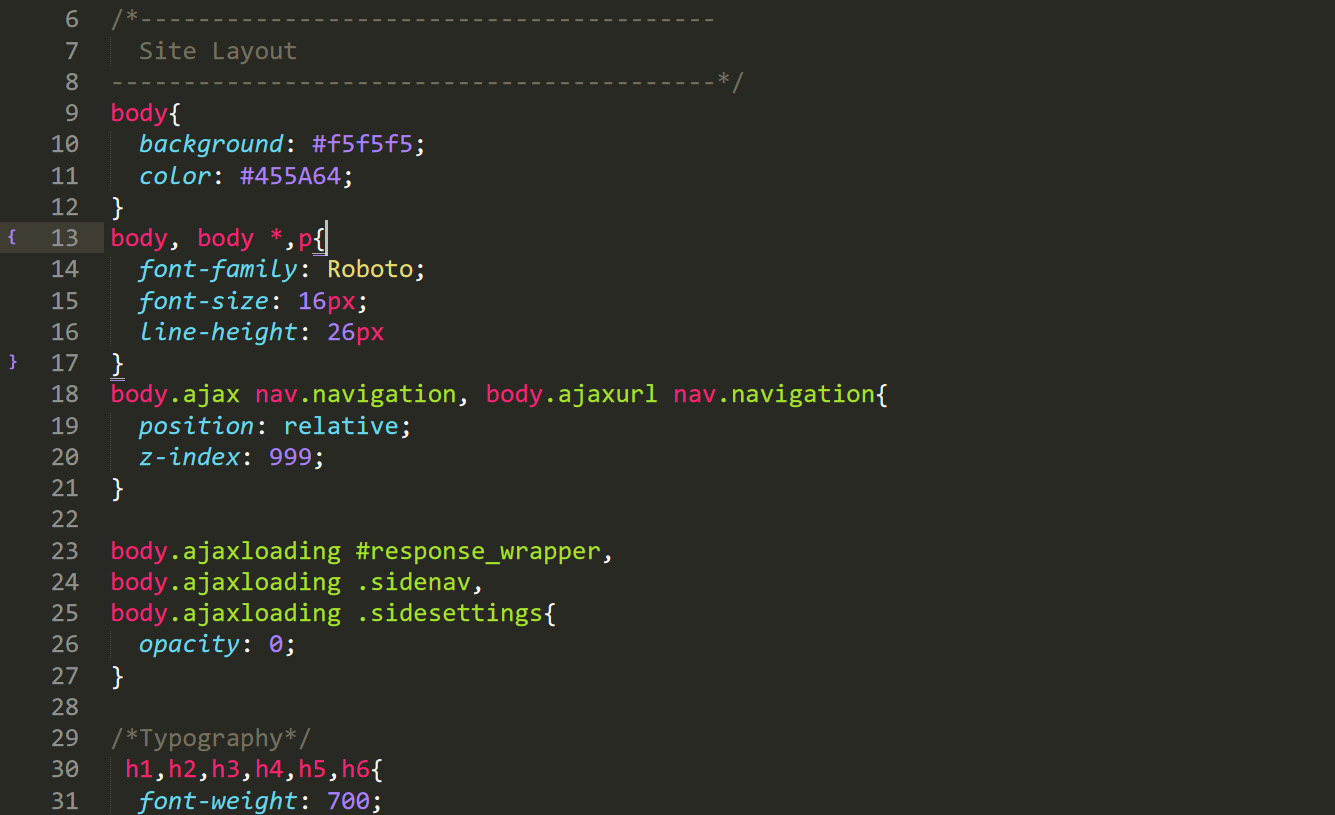 6 /*----------------------------------------
7   Site Layout
8 ------------------------------------------*/
9 body{
10   background: #f5f5f5;
11   color: #455A64;
12 }
{ 13 body, body *,p{
14   font-family: Roboto;
15   font-size: 16px;
16   line-height: 26px
} 17 }
18 body.ajax nav.navigation, body.ajaxurl nav.navigation{
19   position: relative;
20   z-index: 999;
21 }
22
23 body.ajaxloading #response_wrapper,
24 body.ajaxloading .sidenav,
25 body.ajaxloading .sidesettings{
26   opacity: 0;
27 }
28
29 /*Typography*/
30  h1,h2,h3,h4,h5,h6{
31   font-weight: 700;